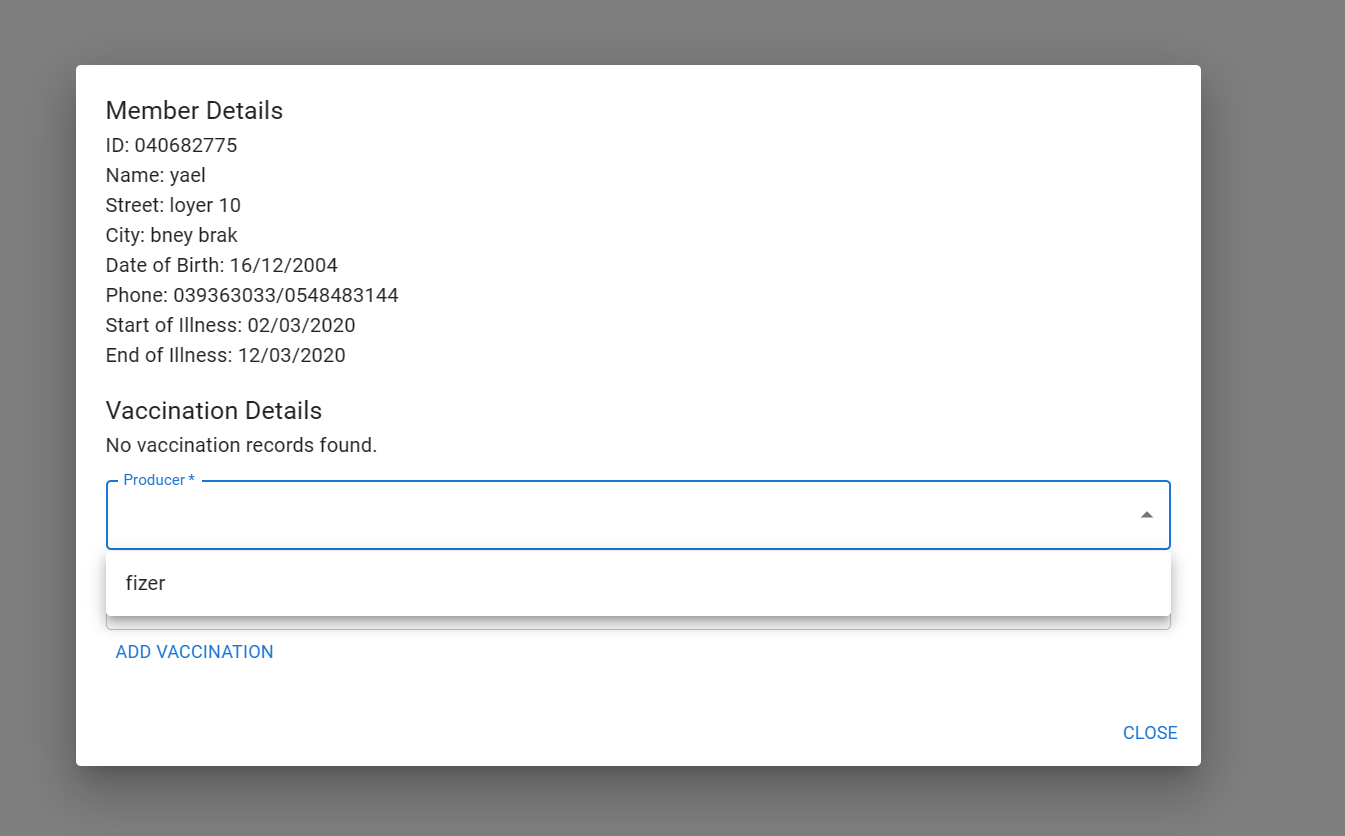 Member Details
ID: 040682775
Name: yael
Street: loyer 10
City: bney brak
Date of Birth: 16/12/2004
Phone: 039363033/0548483144
Start of Illness: 02/03/2020
End of Illness: 12/03/2020
Vaccination Details
No vaccination records found.
Producer *
fizer
ADD VACCINATION
CLOSE